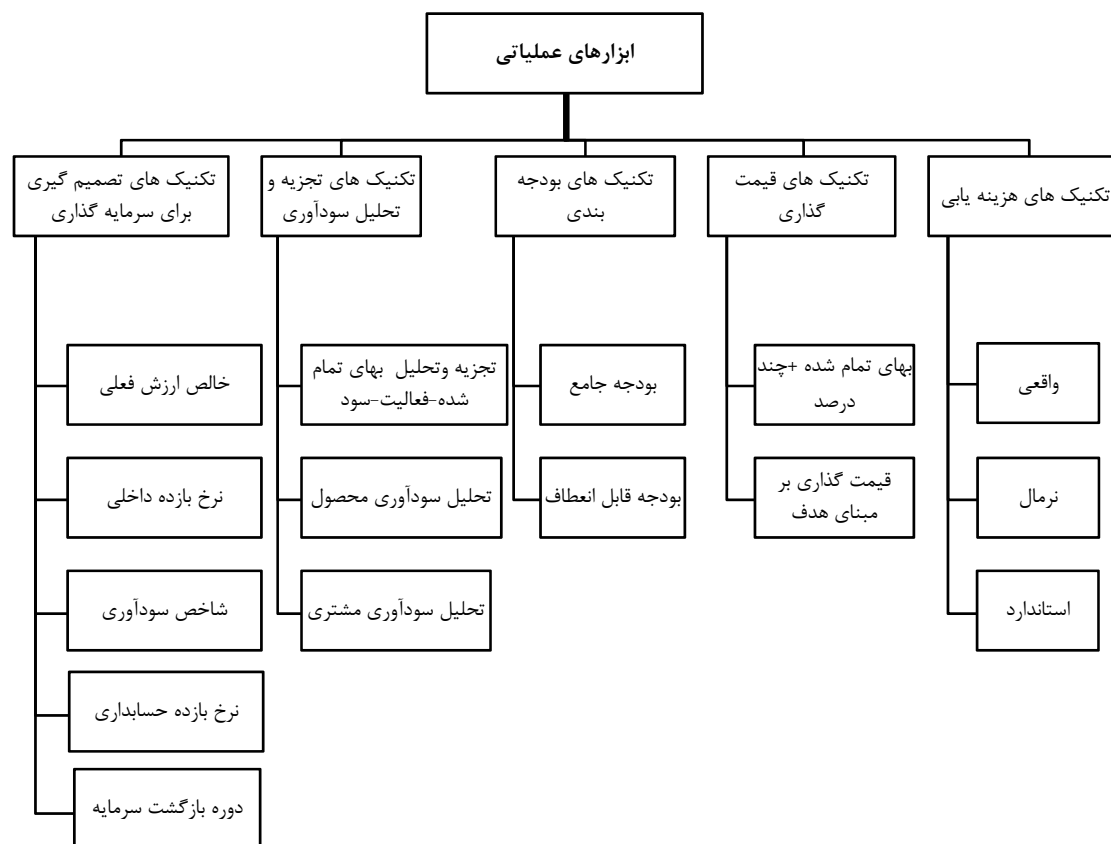 ابزارهای عملیاتی
تکنیک های هزینه یابی
تکنیک های قیمت
گذاری
تکنیک های بودجه
بندی
تکنیک های تجزیه و
تحلیل سودآوری
تکنیک های تصمیم گیری
برای سرمایه گذاری
واقعی
نرمال
استاندارد
بهای تمام شده +چند
درصد
قیمت گذاری بر
مبنای هدف
بودجه جامع
بودجه قابل انعطاف
تجزیه وتحلیل بهای تمام
شده-فعالیت-سود
تحلیل سودآوری محصول
تحلیل سودآوری مشتری
خالص ارزش فعلی
نرخ بازده داخلی
شاخص سودآوری
نرخ بازده حسابداری
دوره بازگشت سرمایه